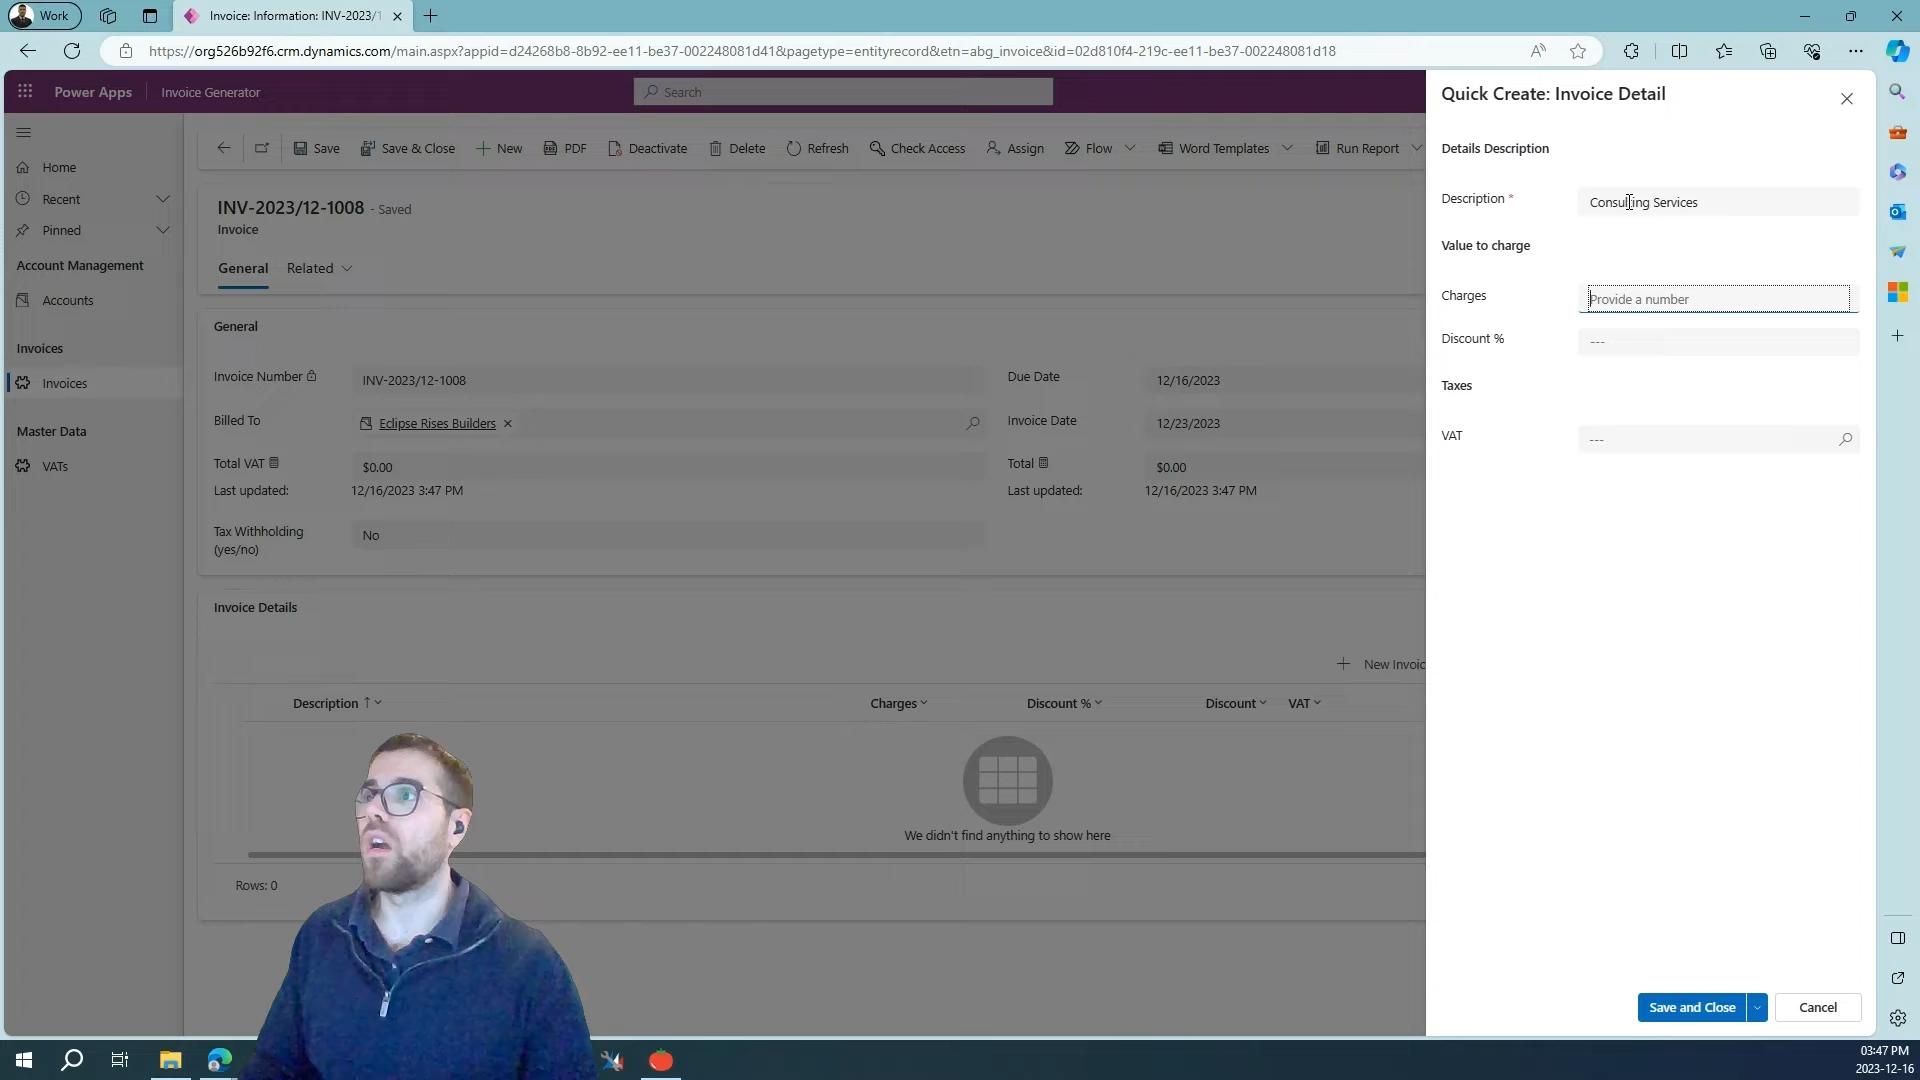 Work
Invoice: Information: INV-2023/1
https://org526b92f6.crm.dynamics.com/main.aspx?appid=d24268b8-8b92-ee11-be37-002248081d41&pagetype=entityrecord&etn=abg_invoice&id=02d810f4-219c-ee11-be37-002248081d18
Power Apps
Invoice Generator
Search
Home
Recent
Pinned
Account Management
Accounts
Invoices
Invoices
Master Data
VATs
Save
Save & Close
New
PDF
Deactivate
Delete
Refresh
Check Access
Assign
Flow
Word Templates
Run Report
INV-2023/12-1008 - Saved
Invoice
General
Related
General
Invoice Number
INV-2023/12-1008
Due Date
12/16/2023
Billed To
Eclipse Rises Builders
Invoice Date
12/23/2023
Total VAT
$0.00
Total
$0.00
Last updated:
12/16/2023 3:47 PM
Last updated:
12/16/2023 3:47 PM
Tax Withholding
(yes/no)
No
Invoice Details
New Invoic
Description
Charges
Discount %
Discount
VAT
We didn't find anything to show here
Rows: 0
Quick Create: Invoice Detail
Details Description
Description *
Consulting Services
Value to charge
Charges
Provide a number
Discount %
---
Taxes
VAT
---
Save and Close
Cancel
03:47 PM
2023-12-16